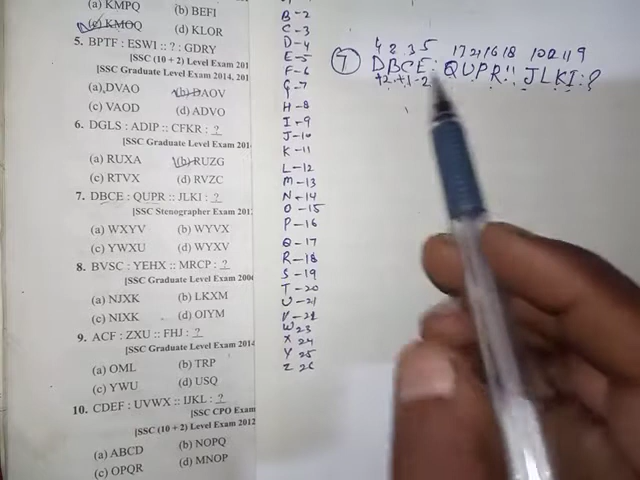 (a) KMPQ (b) BEFI
(c) KMOQ (d) KLOR
5. BPTF : ESWI :: ? : GDRY
[SSC (10 + 2) Level Exam 201
[SSC Graduate Level Exam 2014, 201
(a) DVAO (b) DAOV
(c) VAOD (d) ADVO
6. DGLS : ADIP :: CFKR : ?
[SSC Graduate Level Exam 201
(a) RUXA (b) RUZG
(c) RTVX (d) RVZC
7. DBCE : QUPR :: JLKI : ?
[SSC Stenographer Exam 201
(a) WXYV (b) WYVX
(c) YWXU (d) WYXV
8. BVSC : YEHX :: MRCP : ?
[SSC Graduate Level Exam 200
(a) NJXK (b) LKXM
(c) NIXK (d) OIYM
9. ACF : ZXU :: FHJ : ?
[SSC Graduate Level Exam 2014
(a) OML (b) TRP
(c) YWU (d) USQ
10. CDEF : UVWX :: IJKL : ?
[SSC CPO Exam
[SSC (10 + 2) Level Exam 2012
(a) ABCD (b) NOPQ
(c) OPQR (d) MNOP
B-2
C-3
D-4
E-5
F-6
G-7
H-8
I-9
J-10
K-11
L-12
M-13
N-14
O-15
P-16
Q-17
R-18
S-19
T-20
U-21
W 23
X 24
Y 25
Z 26
4 2 3 5 17 21 16 18
7 DBCE : QUPR :: JLKI : ?
+1 -2